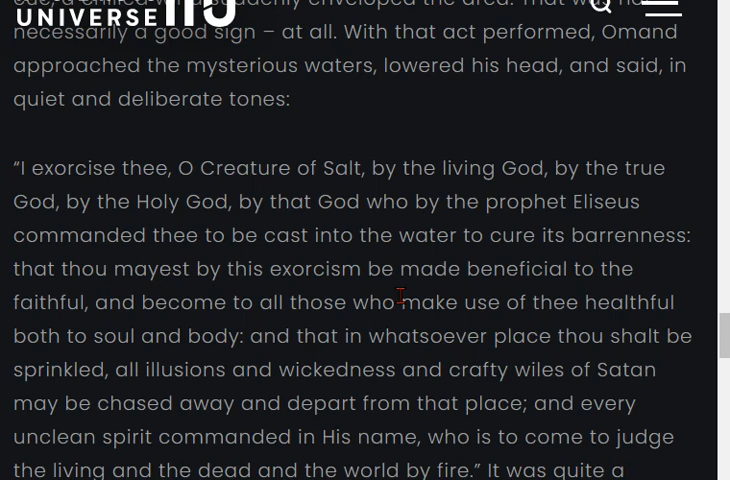 UNIVERSE
necessarily a good sign – at all. With that act performed, Omand
approached the mysterious waters, lowered his head, and said, in
quiet and deliberate tones:
“I exorcise thee, O Creature of Salt, by the living God, by the true
God, by the Holy God, by that God who by the prophet Eliseus
commanded thee to be cast into the water to cure its barrenness:
that thou mayest by this exorcism be made beneficial to the
faithful, and become to all those who make use of thee healthful
both to soul and body: and that in whatsoever place thou shalt be
sprinkled, all illusions and wickedness and crafty wiles of Satan
may be chased away and depart from that place; and every
unclean spirit commanded in His name, who is to come to judge
the living and the dead and the world by fire.” It was quite a